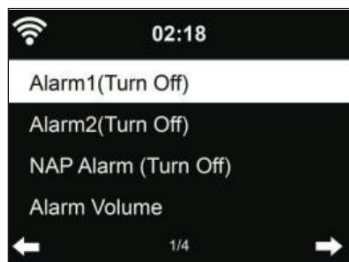 02:18
Alarm1(Turn Off)
Alarm2(Turn Off)
NAP Alarm (Turn Off)
Alarm Volume
1/4